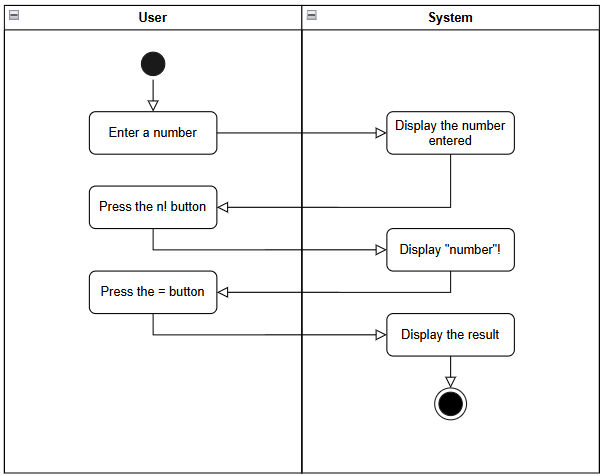 User
System
Enter a number
Display the number
entered
Press the n! button
Display "number"!
Press the = button
Display the result